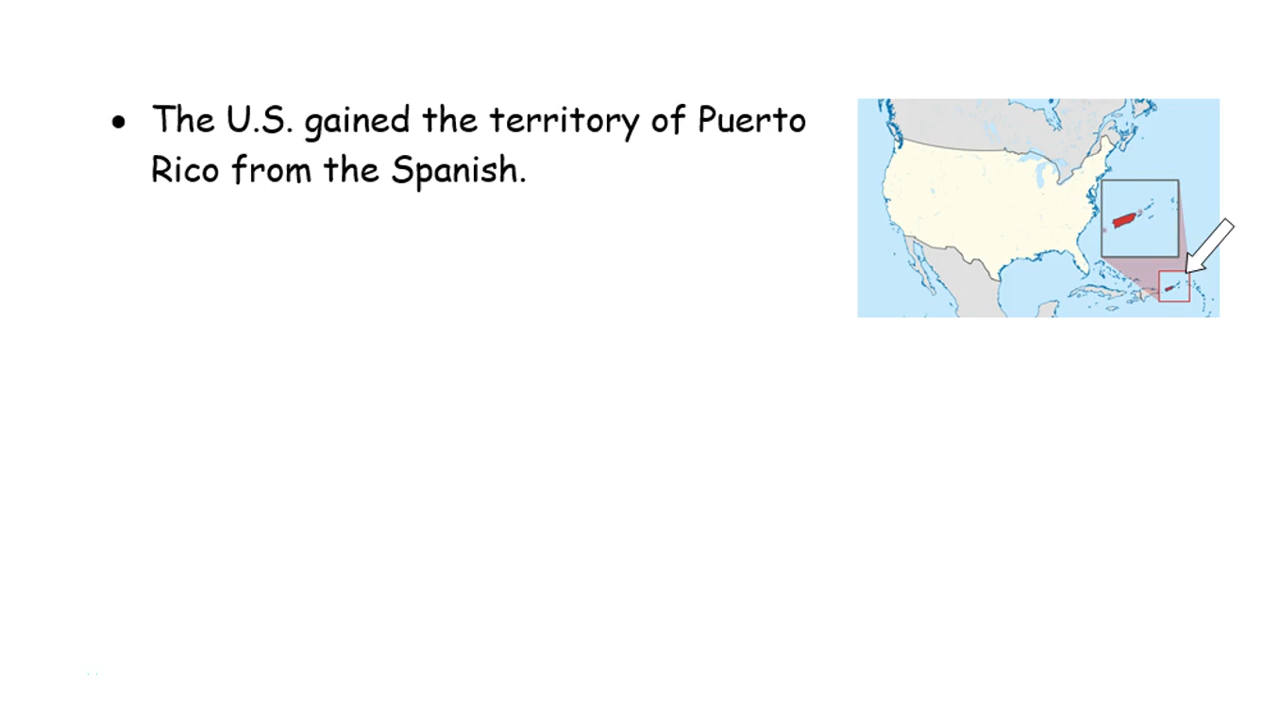 • The U.S. gained the territory of Puerto
Rico from the Spanish.